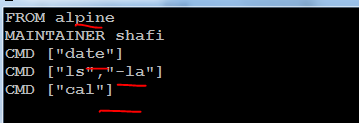 FROM alpine
MAINTAINER shafi
CMD ["date"]
CMD ["ls","-la"]
CMD ["cal"]